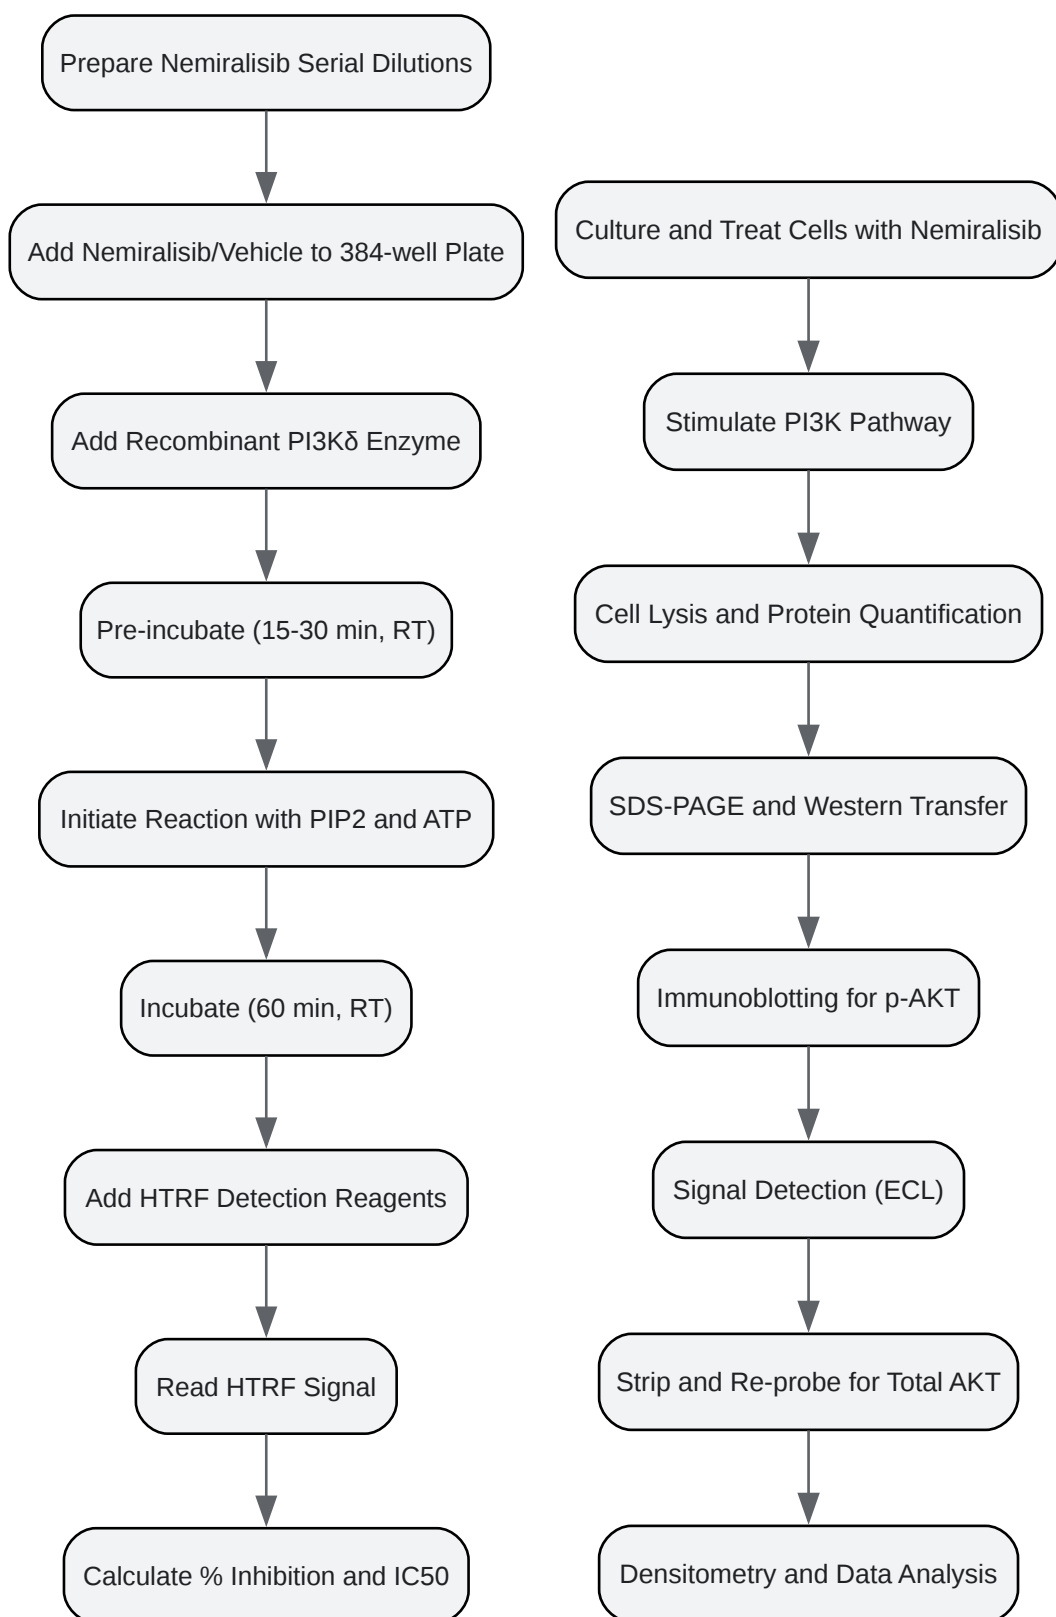 Prepare Nemiralisib Serial Dilutions
Add Nemiralisib/Vehicle to 384-well Plate
Add Recombinant PI3Kδ Enzyme
Pre-incubate (15-30 min, RT)
Initiate Reaction with PIP2 and ATP
Incubate (60 min, RT)
Add HTRF Detection Reagents
Read HTRF Signal
Calculate % Inhibition and IC50
Culture and Treat Cells with Nemiralisib
Stimulate PI3K Pathway
Cell Lysis and Protein Quantification
SDS-PAGE and Western Transfer
Immunoblotting for p-AKT
Signal Detection (ECL)
Strip and Re-probe for Total AKT
Densitometry and Data Analysis